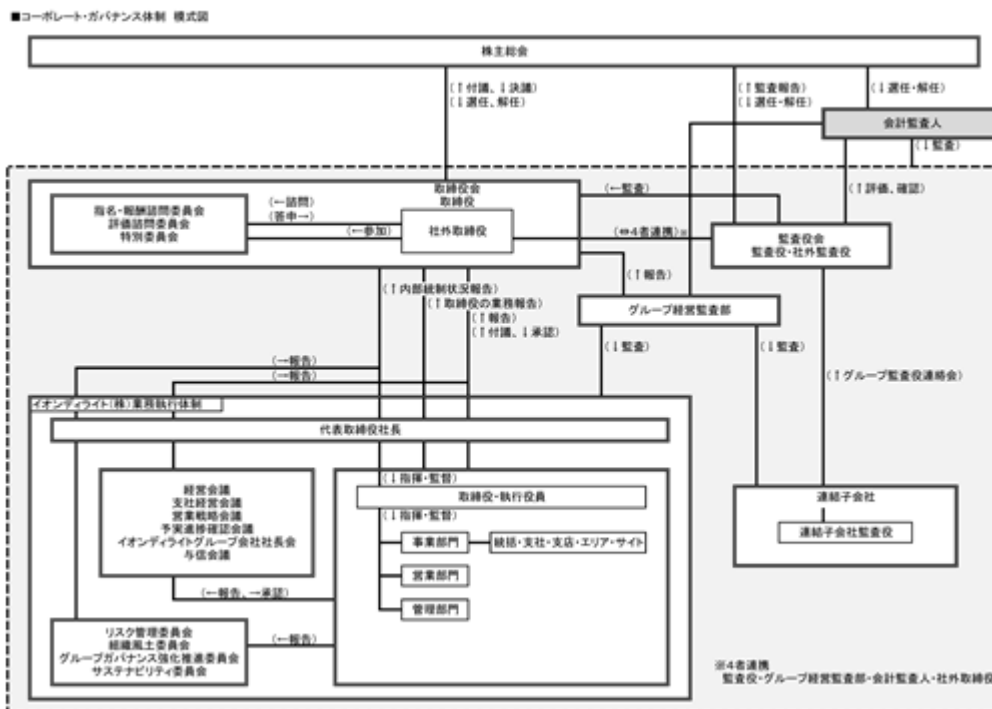 ■コーポレート・ガバナンス体制 模式図
株主総会
(↑付議、↓決議)
(↓選任、解任)
(↑監査報告)
(↓選任・解任)
(↓選任・解任)
会計監査人
(↓監査)
取締役会
取締役
指名・報酬諮問委員会
評価諮問委員会
特別委員会
(←諮問)
(答申→)
(←参加)
社外取締役
(←監査)
(⇔4者連携)※
(↑評価、確認)
監査役会
監査役・社外監査役
(↑報告)
グループ経営監査部
(↑内部統制状況報告)
(↑取締役の業務報告)
(↑報告)
(↑付議、↓承認)
(↓監査)
(↓監査)
(→報告)
(→報告)
(↑グループ監査役連絡会)
イオンディライト(株)業務執行体制
代表取締役社長
経営会議
支社経営会議
営業戦略会議
予実進捗確認会議
イオンディライトグループ会社社長会
与信会議
(↓指揮・監督)
取締役・執行役員
(↓指揮・監督)
事業部門
統括・支社・支店・エリア・サイト
営業部門
管理部門
連結子会社
連結子会社監査役
(←報告、→承認)
リスク管理委員会
組織風土委員会
グループガバナンス強化推進委員会
サステナビリティ委員会
(←報告)
※4者連携
監査役・グループ経営監査部・会計監査人・社外取締役